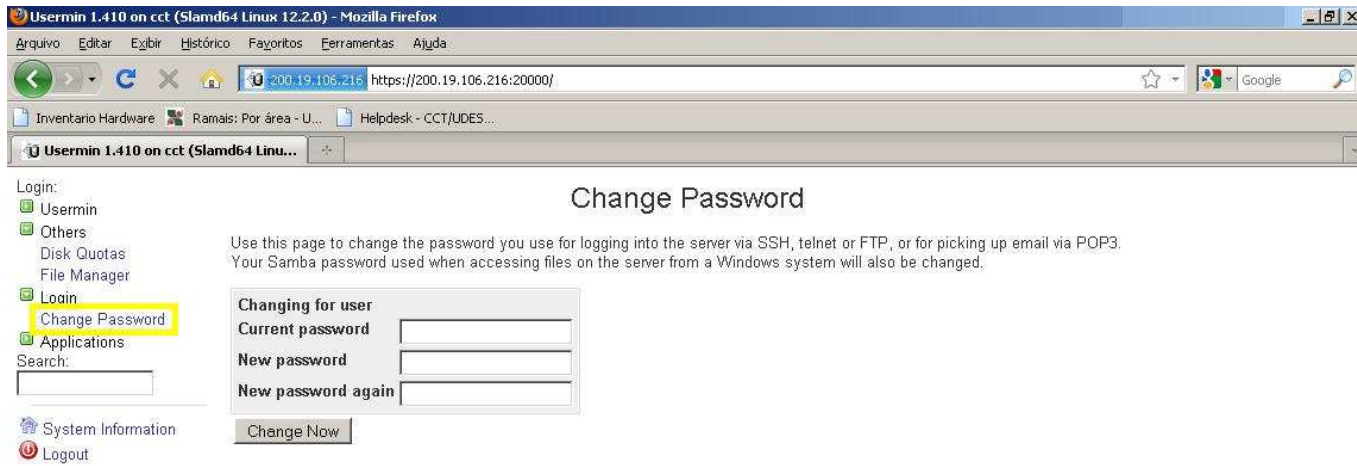 Usermin 1.410 on cct (Slamd64 Linux 12.2.0) - Mozilla Firefox
Arquivo Editar Exibir Histórico Favoritos Ferramentas Ajuda
200.19.106.216 https://200.19.106.216:20000/
Google
Inventario Hardware Ramais: Por área - U... Helpdesk - CCT/UDES...
Usermin 1.410 on cct (Slamd64 Linu...
Login:
Usermin
Others
Disk Quotas
File Manager
Login
Change Password
Applications
Search:
System Information
Logout
Change Password
Use this page to change the password you use for logging into the server via SSH, telnet or FTP, or for picking up email via POP3.
Your Samba password used when accessing files on the server from a Windows system will also be changed.
Changing for user
Current password
New password
New password again
Change Now